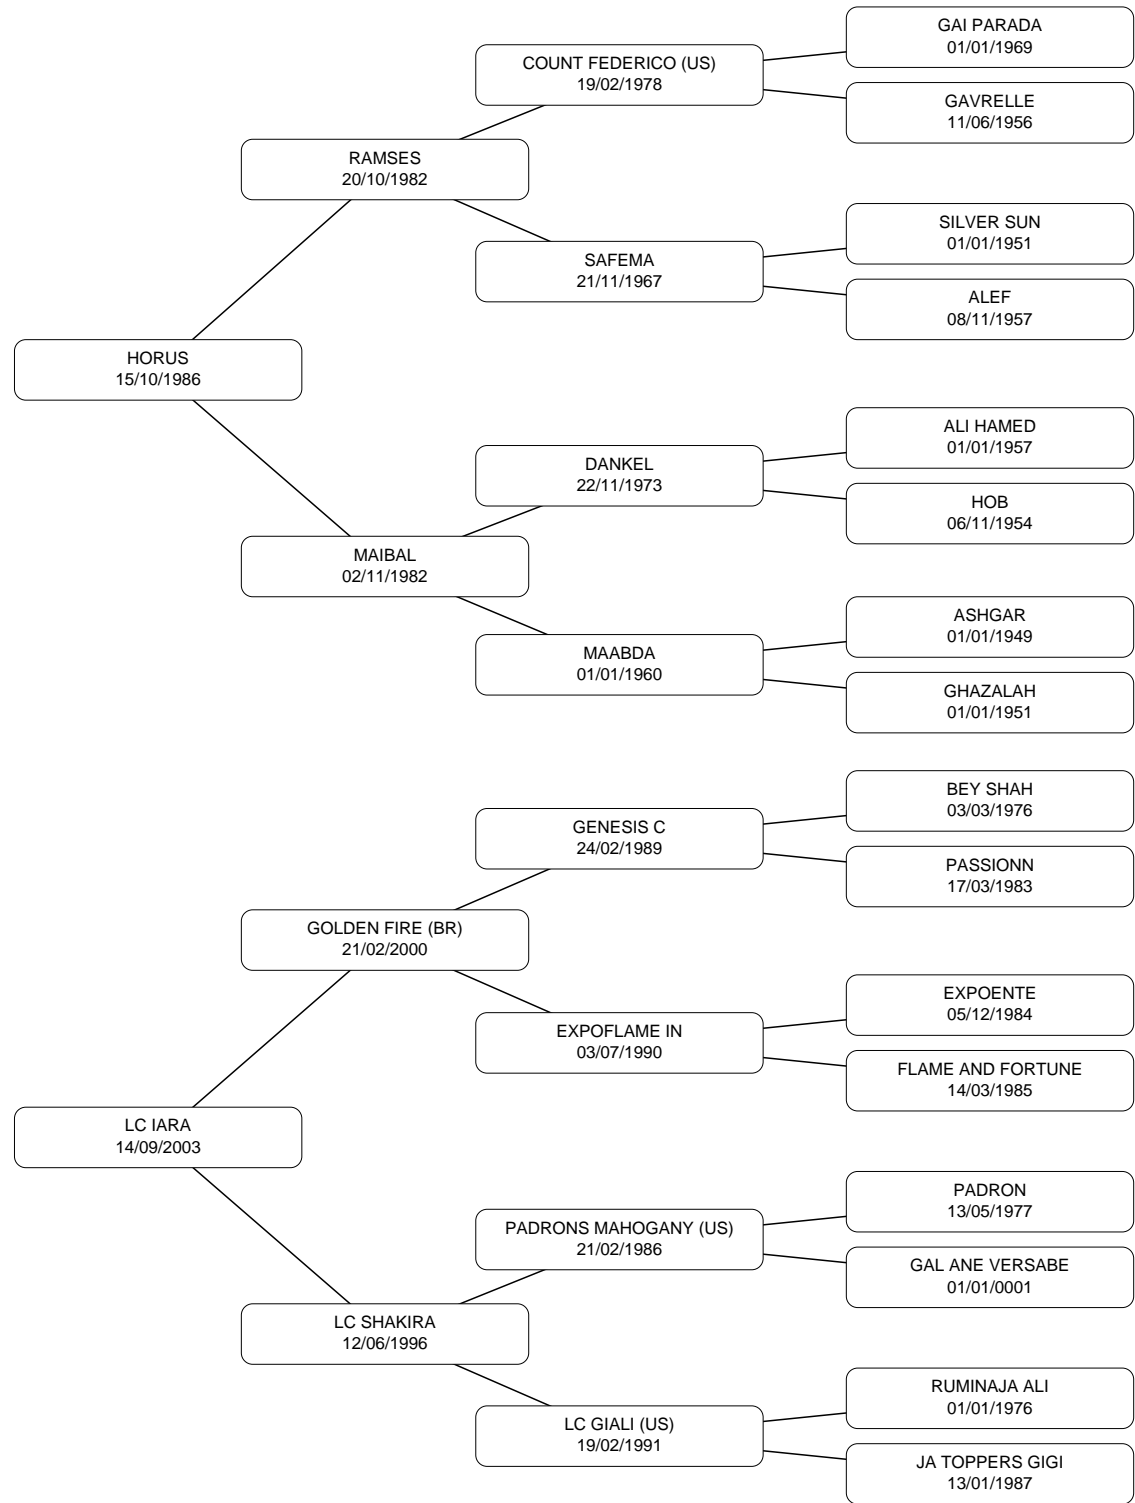 GAI PARADA
01/01/1969
COUNT FEDERICO (US)
19/02/1978
GAVRELLE
11/06/1956
RAMSES
20/10/1982
SILVER SUN
01/01/1951
SAFEMA
21/11/1967
ALEF
08/11/1957
HORUS
15/10/1986
ALI HAMED
01/01/1957
DANKEL
22/11/1973
HOB
06/11/1954
MAIBAL
02/11/1982
ASHGAR
01/01/1949
MAABDA
01/01/1960
GHAZALAH
01/01/1951
BEY SHAH
03/03/1976
GENESIS C
24/02/1989
PASSIONN
17/03/1983
GOLDEN FIRE (BR)
21/02/2000
EXPOENTE
05/12/1984
EXPOFLAME IN
03/07/1990
FLAME AND FORTUNE
14/03/1985
LC IARA
14/09/2003
PADRON
13/05/1977
PADRONS MAHOGANY (US)
21/02/1986
GAL ANE VERSABE
01/01/0001
LC SHAKIRA
12/06/1996
RUMINAJA ALI
01/01/1976
LC GIALI (US)
19/02/1991
JA TOPPERS GIGI
13/01/1987